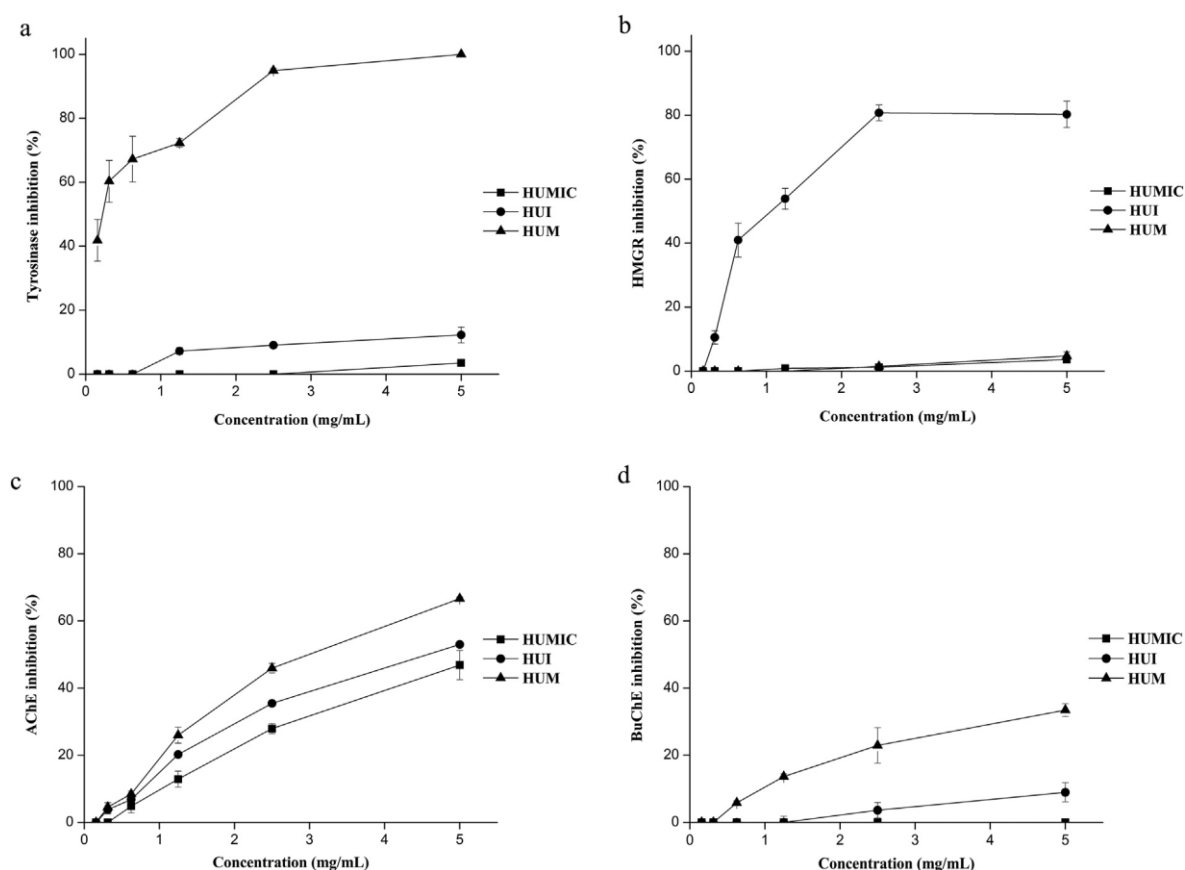 a
100
80
60
40
20
0
Tyrosinase inhibition (%)
HUMIC
HUI
HUM
0 1 2 3 4 5
Concentration (mg/mL)
b
100
80
60
40
20
0
HMGR inhibition (%)
HUMIC
HUI
HUM
0 1 2 3 4 5
Concentration (mg/mL)
c
100
80
60
40
20
0
AChE inhibition (%)
HUMIC
HUI
HUM
0 1 2 3 4 5
Concentration (mg/mL)
d
100
80
60
40
20
0
BuChE inhibition (%)
HUMIC
HUI
HUM
0 1 2 3 4 5
Concentration (mg/mL)